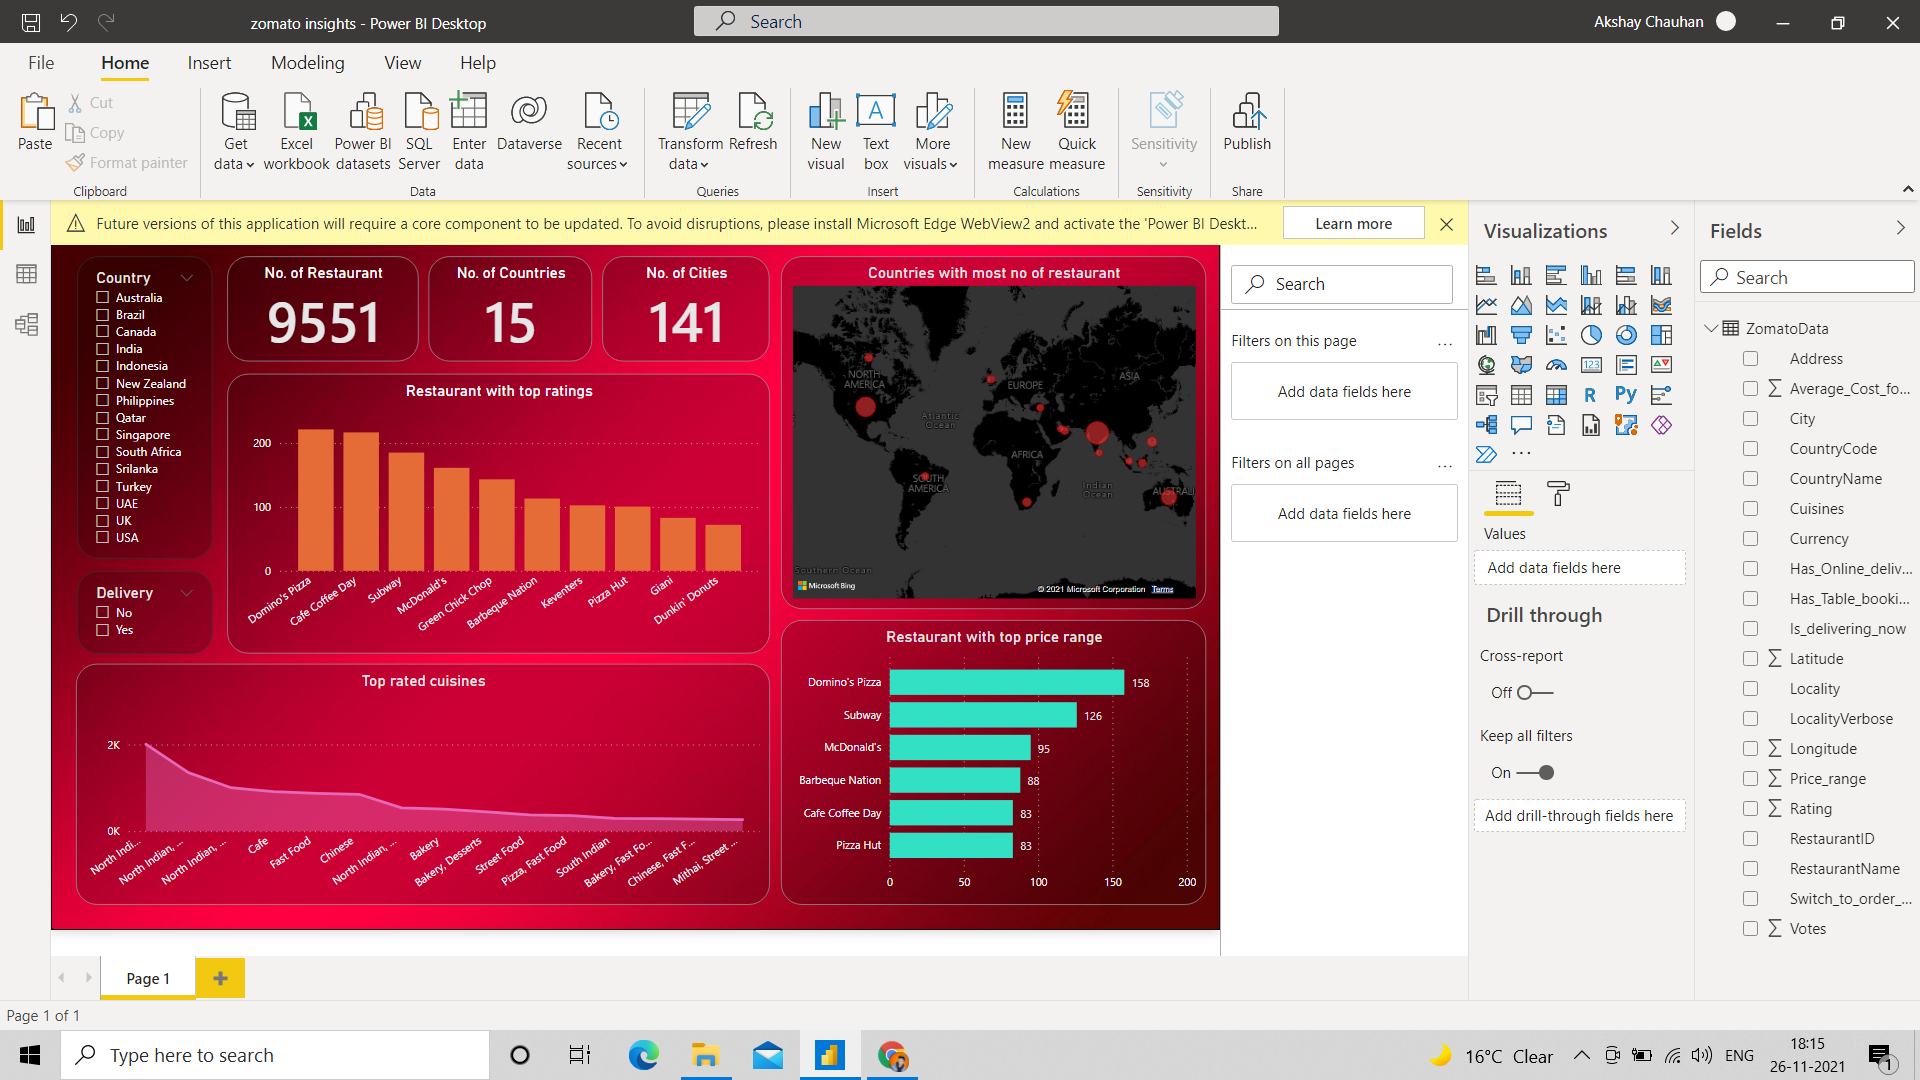 zomato insights - Power BI Desktop
Search
Akshay Chauhan
File
Home
Insert
Modeling
View
Help
Paste
Cut
Copy
Format painter
Clipboard
Get data
Excel workbook
Power BI datasets
SQL Server
Enter data
Dataverse
Recent sources
Data
Transform data
Refresh
Queries
New visual
Text box
More visuals
Insert
New measure
Quick measure
Calculations
Sensitivity
Sensitivity
Publish
Share
Future versions of this application will require a core component to be updated. To avoid disruptions, please install Microsoft Edge WebView2 and activate the 'Power BI Deskt...
Learn more
Country
Australia
Brazil
Canada
India
Indonesia
New Zealand
Philippines
Qatar
Singapore
South Africa
Srilanka
Turkey
UAE
UK
USA
Delivery
No
Yes
No. of Restaurant
9551
No. of Countries
15
No. of Cities
141
Restaurant with top ratings
200
100
0
Domino's Pizza
Cafe Coffee Day
Subway
McDonald's
Green Chick Chop
Barbeque Nation
Keventers
Pizza Hut
Giani
Dunkin' Donuts
Countries with most no of restaurant
NORTH AMERICA
EUROPE
ASIA
Atlantic Ocean
AFRICA
SOUTH AMERICA
Indian Ocean
AUSTRALI
Southern Ocean
Microsoft Bing
© 2021 Microsoft Corporation Terms
Top rated cuisines
2K
0K
North Indi...
North Indian, ...
North Indian, ...
Cafe
Fast Food
Chinese
North Indian, ...
Bakery
Bakery, Desserts
Street Food
Pizza, Fast Food
South Indian
Bakery, Fast Fo...
Chinese, Fast F...
Mithai, Street ...
Restaurant with top price range
Domino's Pizza 158
Subway 126
McDonald's 95
Barbeque Nation 88
Cafe Coffee Day 83
Pizza Hut 83
0 50 100 150 200
Search
Filters on this page ...
Add data fields here
Filters on all pages ...
Add data fields here
Visualizations
123
R
Py
...
Values
Add data fields here
Drill through
Cross-report
Off
Keep all filters
On
Add drill-through fields here
Fields
Search
ZomatoData
Address
Σ Average_Cost_fo...
City
CountryCode
CountryName
Cuisines
Currency
Has_Online_deliv...
Has_Table_booki...
Is_delivering_now
Σ Latitude
Locality
LocalityVerbose
Σ Longitude
Σ Price_range
Σ Rating
RestaurantID
RestaurantName
Switch_to_order_...
Σ Votes
Page 1
+
Page 1 of 1
Type here to search
16°C Clear
ENG
18:15
26-11-2021
1